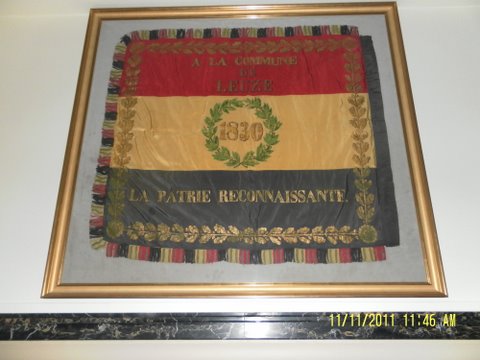 A LA COMMUNE
DE
LEUZE
1830
LA PATRIE RECONNAISSANTE.
11/11/2011 11:46 AM